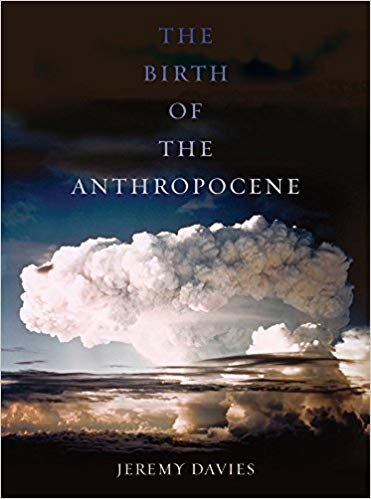 THE
BIRTH
OF
THE
ANTHROPOCENE
JEREMY DAVIES